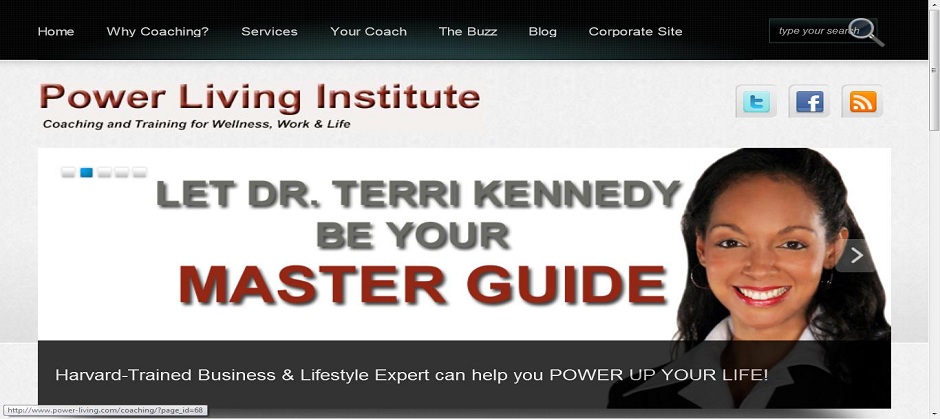 Home Why Coaching? Services Your Coach The Buzz Blog Corporate Site type your search
Power Living Institute
Coaching and Training for Wellness, Work & Life
LET DR. TERRI KENNEDY
BE YOUR
MASTER GUIDE
Harvard-Trained Business & Lifestyle Expert can help you POWER UP YOUR LIFE!
http://www.power-living.com/coaching/?page_id=68